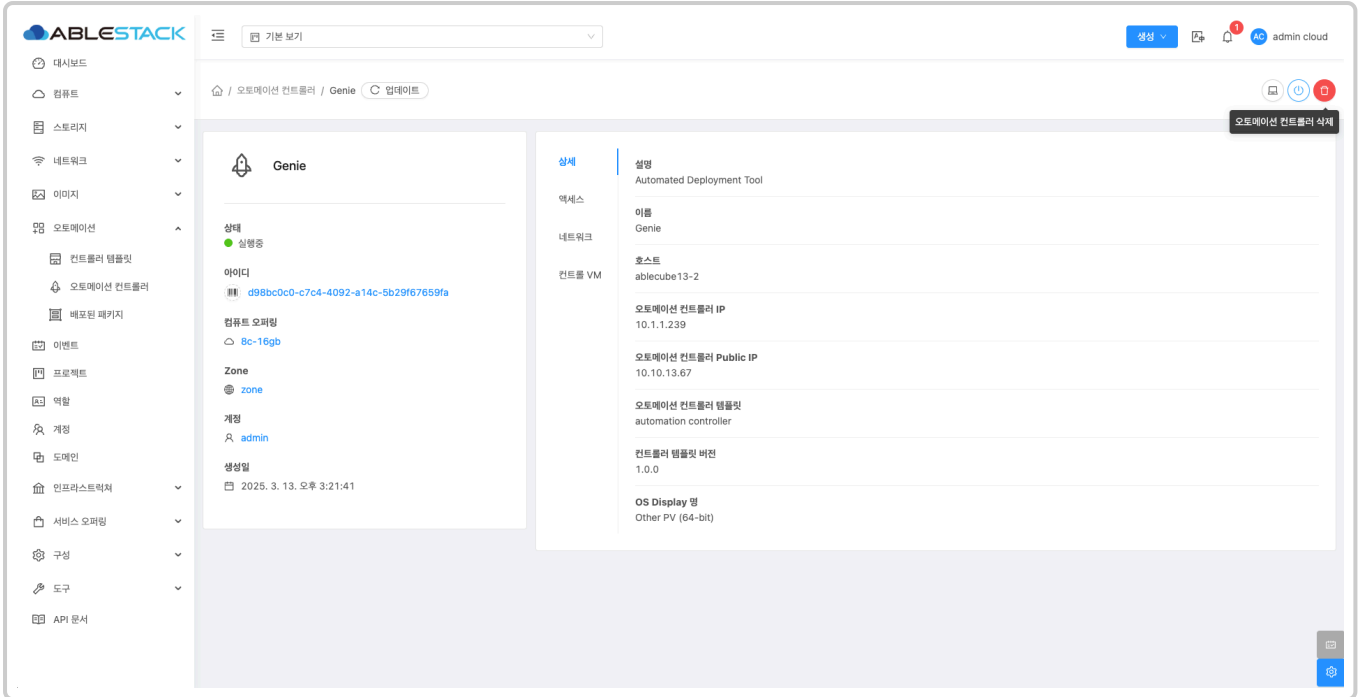 ABLESTACK
기본 보기
생성
1
AC admin cloud
대시보드
컴퓨트
스토리지
네트워크
이미지
오토메이션
컨트롤러 템플릿
오토메이션 컨트롤러
배포된 패키지
이벤트
프로젝트
역할
계정
도메인
인프라스트럭쳐
서비스 오퍼링
구성
도구
API 문서
/ 오토메이션 컨트롤러 / Genie 업데이트
오토메이션 컨트롤러 삭제
Genie
상태
실행중
아이디
d98bc0c0-c7c4-4092-a14c-5b29f67659fa
컴퓨트 오퍼링
8c-16gb
Zone
zone
계정
admin
생성일
2025. 3. 13. 오후 3:21:41
상세
액세스
네트워크
컨트롤 VM
설명
Automated Deployment Tool
이름
Genie
호스트
ablecube13-2
오토메이션 컨트롤러 IP
10.1.1.239
오토메이션 컨트롤러 Public IP
10.10.13.67
오토메이션 컨트롤러 템플릿
automation controller
컨트롤러 템플릿 버전
1.0.0
OS Display 명
Other PV (64-bit)